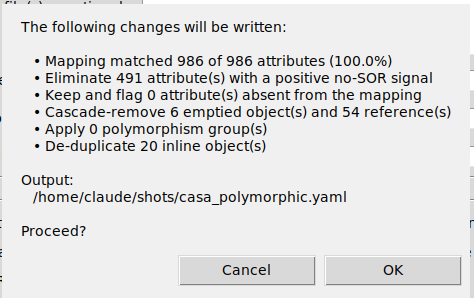 The following changes will be written:
• Mapping matched 986 of 986 attributes (100.0%)
• Eliminate 491 attribute(s) with a positive no-SOR signal
• Keep and flag 0 attribute(s) absent from the mapping
• Cascade-remove 6 emptied object(s) and 54 reference(s)
• Apply 0 polymorphism group(s)
• De-duplicate 20 inline object(s)
Output:
/home/claude/shots/casa_polymorphic.yaml
Proceed?
Cancel OK